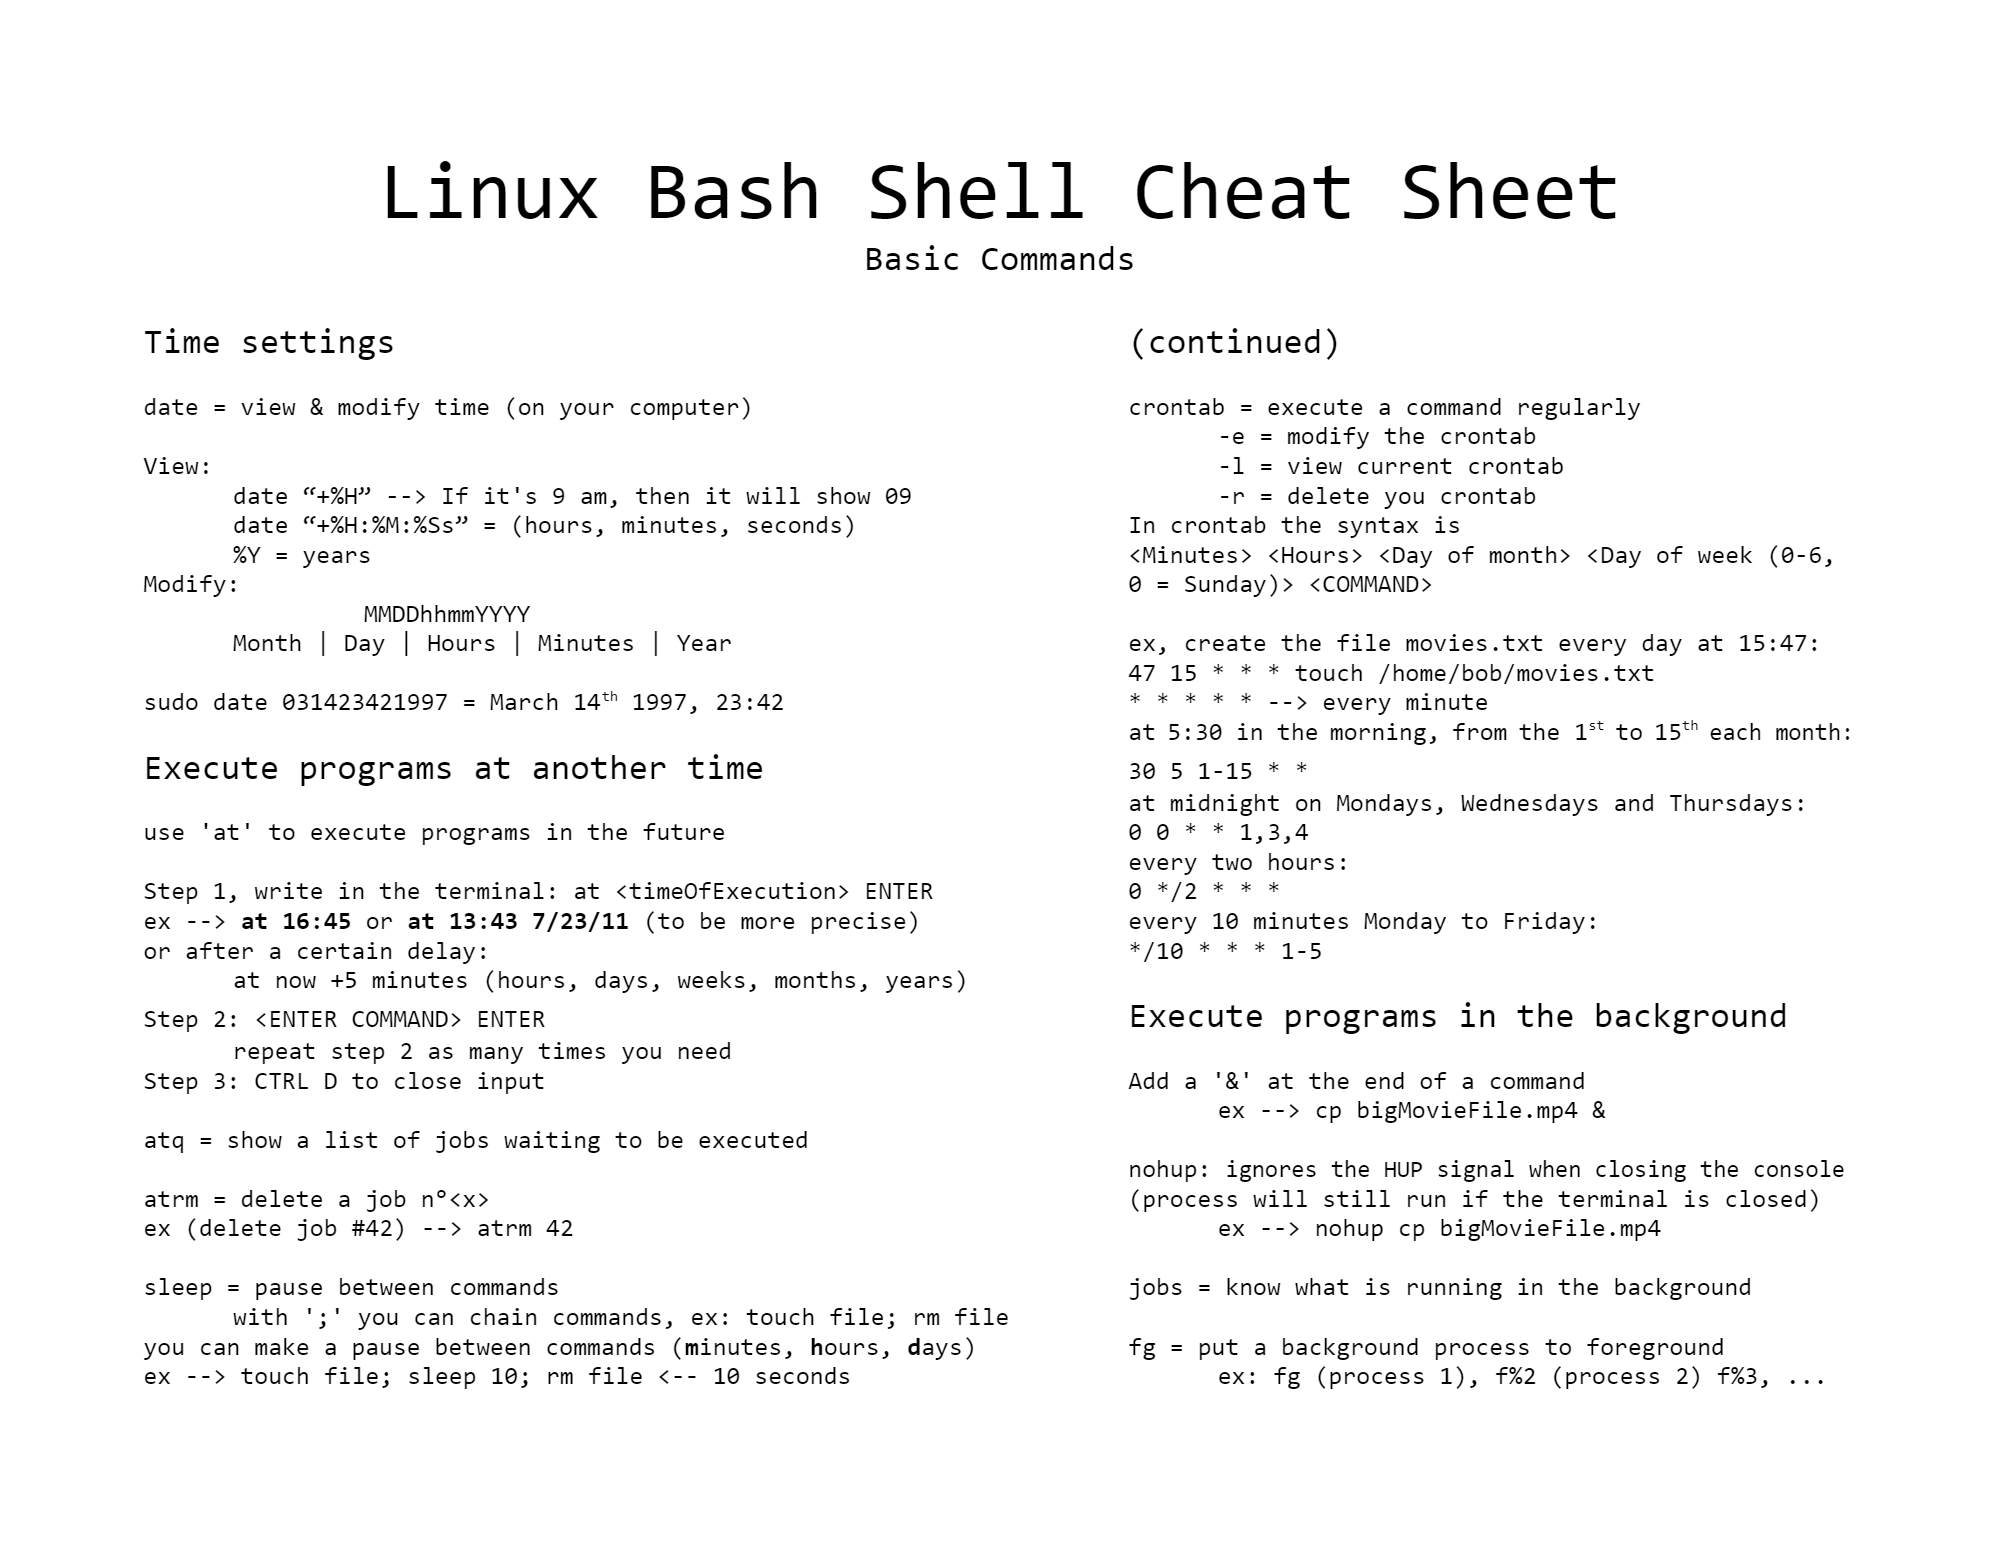 Linux Bash Shell Cheat Sheet
Basic Commands
Time settings
date = view & modify time (on your computer)
View:
date “+%H” --> If it's 9 am, then it will show 09
date “+%H:%M:%Ss” = (hours, minutes, seconds)
%Y = years
Modify:
MMDDhhmmYYYY
Month | Day | Hours | Minutes | Year
sudo date 031423421997 = March 14th 1997, 23:42
Execute programs at another time
use 'at' to execute programs in the future
Step 1, write in the terminal: at <timeOfExecution> ENTER
ex --> at 16:45 or at 13:43 7/23/11 (to be more precise)
or after a certain delay:
at now +5 minutes (hours, days, weeks, months, years)
Step 2: <ENTER COMMAND> ENTER
repeat step 2 as many times you need
Step 3: CTRL D to close input
atq = show a list of jobs waiting to be executed
atrm = delete a job n°<x>
ex (delete job #42) --> atrm 42
sleep = pause between commands
with ';' you can chain commands, ex: touch file; rm file
you can make a pause between commands (minutes, hours, days)
ex --> touch file; sleep 10; rm file <-- 10 seconds
(continued)
crontab = execute a command regularly
-e = modify the crontab
-l = view current crontab
-r = delete you crontab
In crontab the syntax is
<Minutes> <Hours> <Day of month> <Day of week (0-6,
0 = Sunday)> <COMMAND>
ex, create the file movies.txt every day at 15:47:
47 15 * * * touch /home/bob/movies.txt
* * * * * --> every minute
at 5:30 in the morning, from the 1st to 15th each month:
30 5 1-15 * *
at midnight on Mondays, Wednesdays and Thursdays:
0 0 * * 1,3,4
every two hours:
0 */2 * * *
every 10 minutes Monday to Friday:
*/10 * * * 1-5
Execute programs in the background
Add a '&' at the end of a command
ex --> cp bigMovieFile.mp4 &
nohup: ignores the HUP signal when closing the console
(process will still run if the terminal is closed)
ex --> nohup cp bigMovieFile.mp4
jobs = know what is running in the background
fg = put a background process to foreground
ex: fg (process 1), f%2 (process 2) f%3, ...